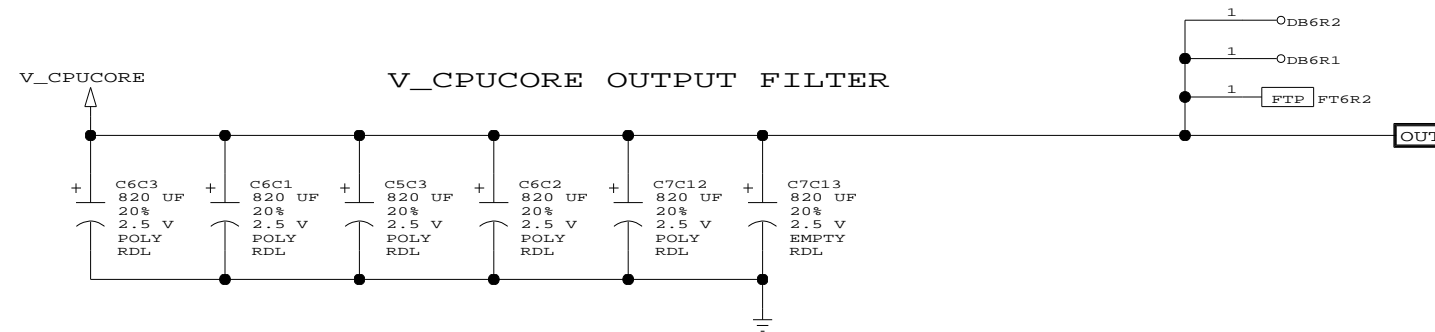 1
DB6R2
V_CPUCORE
V_CPUCORE OUTPUT FILTER
1
DB6R1
1
FTP FT6R2
OUT
+
C6C3
820 UF
20%
2.5 V
POLY
RDL
+
C6C1
820 UF
20%
2.5 V
POLY
RDL
+
C5C3
820 UF
20%
2.5 V
POLY
RDL
+
C6C2
820 UF
20%
2.5 V
POLY
RDL
+
C7C12
820 UF
20%
2.5 V
POLY
RDL
+
C7C13
820 UF
20%
2.5 V
EMPTY
RDL